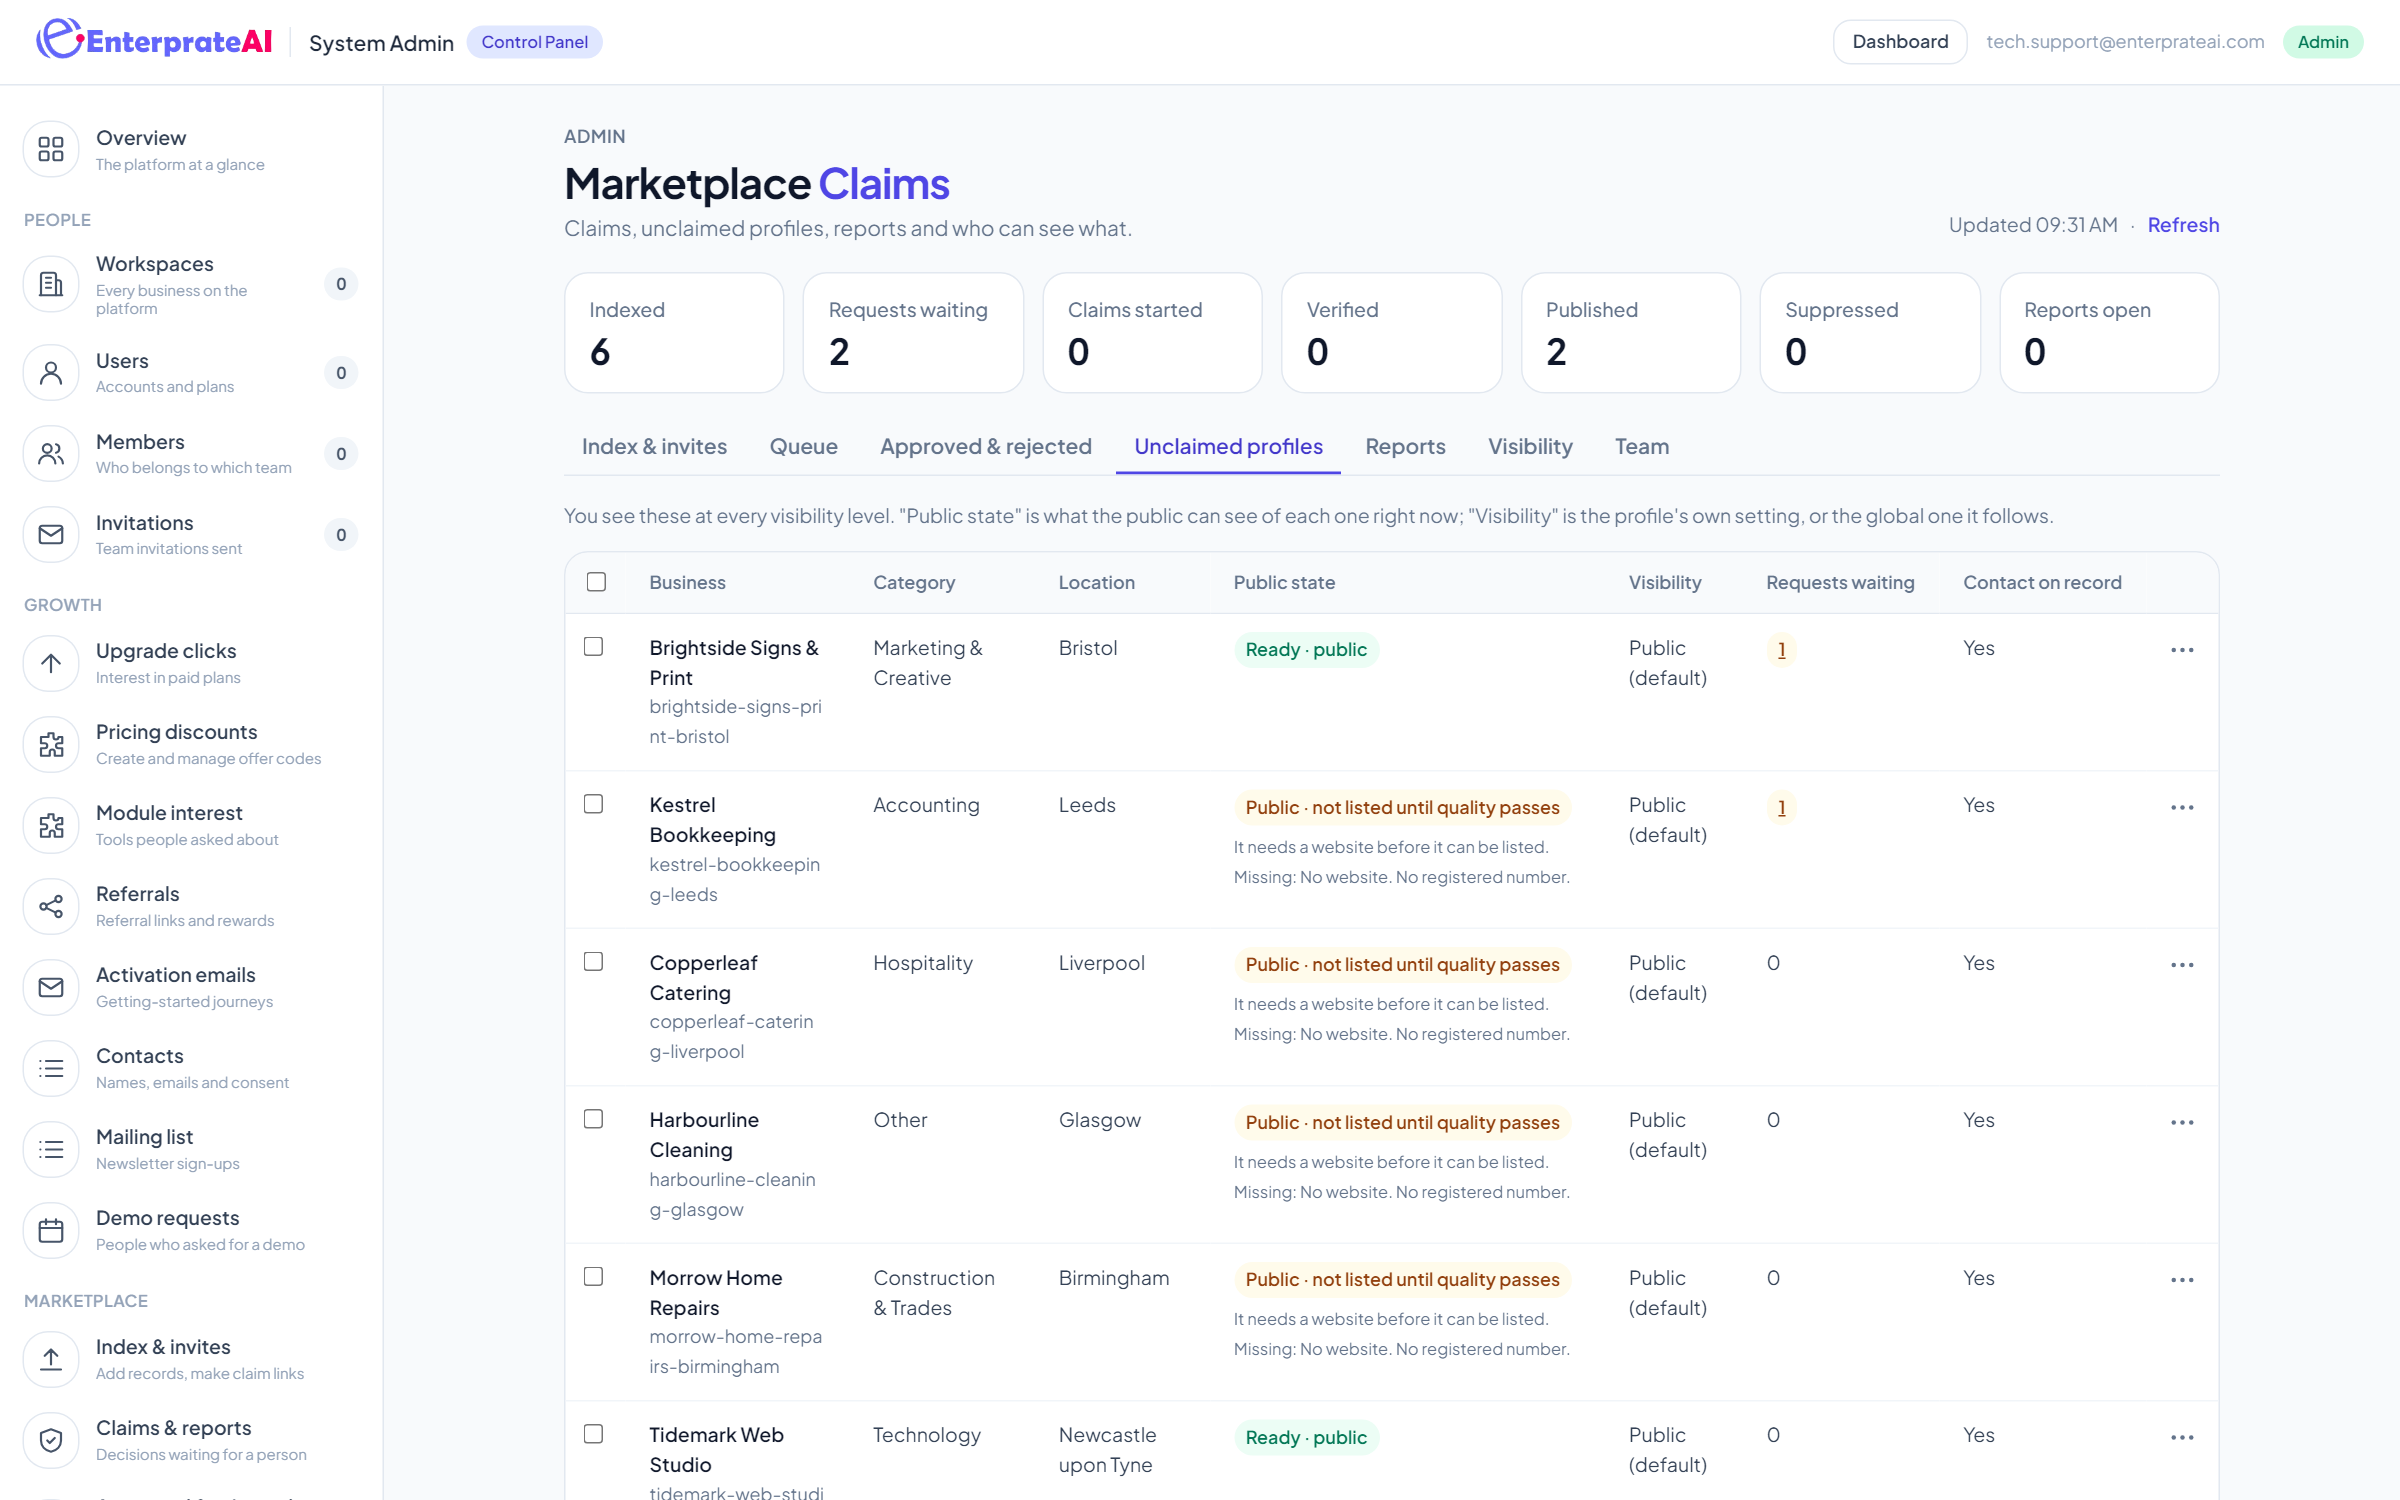 EnterprateAI
System Admin
Control Panel
Dashboard
tech.support@enterprateai.com
Admin
Overview
The platform at a glance
PEOPLE
Workspaces
Every business on the
platform
0
Users
Accounts and plans
0
Members
Who belongs to which team
0
Invitations
Team invitations sent
0
GROWTH
Upgrade clicks
Interest in paid plans
Pricing discounts
Create and manage offer codes
Module interest
Tools people asked about
Referrals
Referral links and rewards
Activation emails
Getting-started journeys
Contacts
Names, emails and consent
Mailing list
Newsletter sign-ups
Demo requests
People who asked for a demo
MARKETPLACE
Index & invites
Add records, make claim links
Claims & reports
Decisions waiting for a person
ADMIN
Marketplace Claims
Claims, unclaimed profiles, reports and who can see what.
Updated 09:31 AM · Refresh
Indexed
6
Requests waiting
2
Claims started
0
Verified
0
Published
2
Suppressed
0
Reports open
0
Index & invites
Queue
Approved & rejected
Unclaimed profiles
Reports
Visibility
Team
You see these at every visibility level. "Public state" is what the public can see of each one right now; "Visibility" is the profile's own setting, or the global one it follows.
Business
Category
Location
Public state
Visibility
Requests waiting
Contact on record
Brightside Signs &
Print
brightside-signs-pri
nt-bristol
Marketing &
Creative
Bristol
Ready · public
Public
(default)
1
Yes
Kestrel
Bookkeeping
kestrel-bookkeepin
g-leeds
Accounting
Leeds
Public · not listed until quality passes
It needs a website before it can be listed.
Missing: No website. No registered number.
Public
(default)
1
Yes
Copperleaf
Catering
copperleaf-caterin
g-liverpool
Hospitality
Liverpool
Public · not listed until quality passes
It needs a website before it can be listed.
Missing: No website. No registered number.
Public
(default)
0
Yes
Harbourline
Cleaning
harbourline-cleanin
g-glasgow
Other
Glasgow
Public · not listed until quality passes
It needs a website before it can be listed.
Missing: No website. No registered number.
Public
(default)
0
Yes
Morrow Home
Repairs
morrow-home-repa
irs-birmingham
Construction
& Trades
Birmingham
Public · not listed until quality passes
It needs a website before it can be listed.
Missing: No website. No registered number.
Public
(default)
0
Yes
Tidemark Web
Studio
tidemark-web-studi
Technology
Newcastle
upon Tyne
Ready · public
Public
(default)
0
Yes